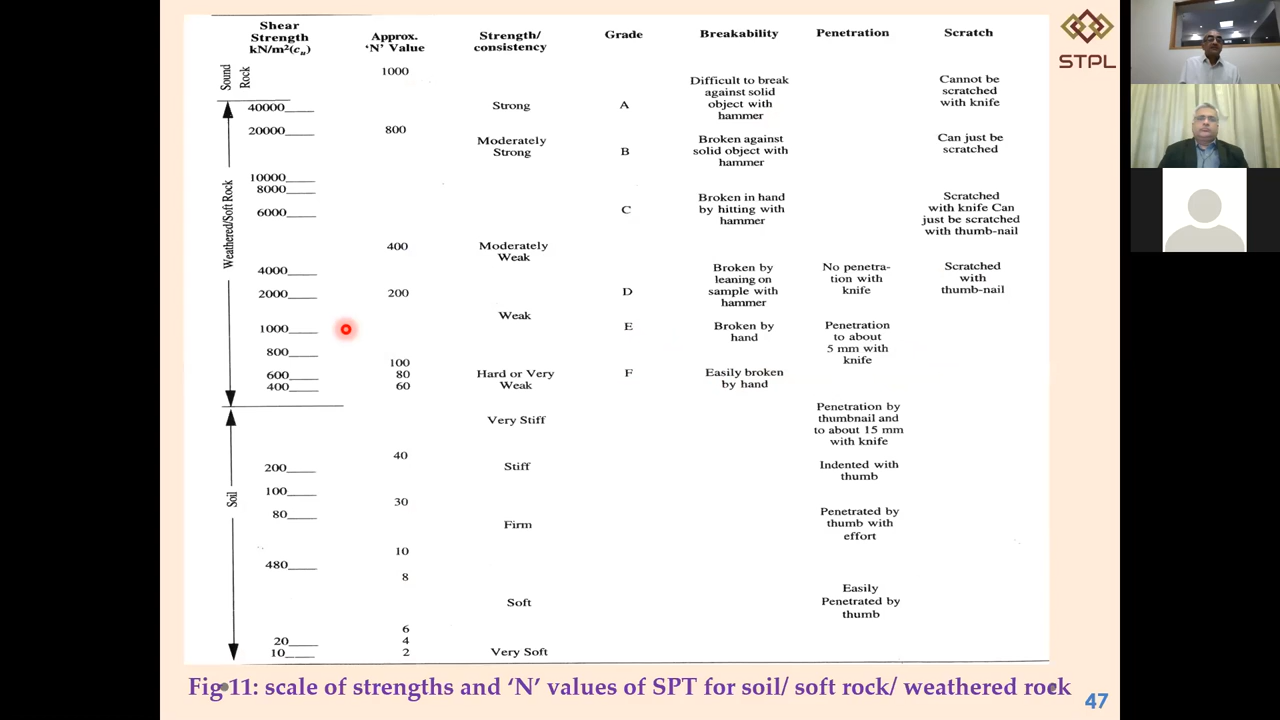 Shear Strength kN/m²(cᵤ)
Approx. ‘N’ Value
Strength/ consistency
Grade
Breakability
Penetration
Scratch
STPL
Sound Rock
Weathered/Soft Rock
Soil
1000
40000
Strong
A
Difficult to break against solid object with hammer
Cannot be scratched with knife
20000
800
Moderately Strong
B
Broken against solid object with hammer
Can just be scratched
10000
8000
6000
C
Broken in hand by hitting with hammer
Scratched with knife Can just be scratched with thumb-nail
400
Moderately Weak
4000
2000
200
D
Broken by leaning on sample with hammer
No penetra- tion with knife
Scratched with thumb-nail
Weak
1000
E
Broken by hand
Penetration to about 5 mm with knife
800
100
600
80
400
60
Hard or Very Weak
F
Easily broken by hand
Very Stiff
Penetration by thumbnail and to about 15 mm with knife
40
200
Stiff
Indented with thumb
100
30
80
Firm
Penetrated by thumb with effort
10
480
8
Soft
Easily Penetrated by thumb
6
20
4
10
2
Very Soft
Fig 11: scale of strengths and ‘N’ values of SPT for soil/ soft rock/ weathered rock
47